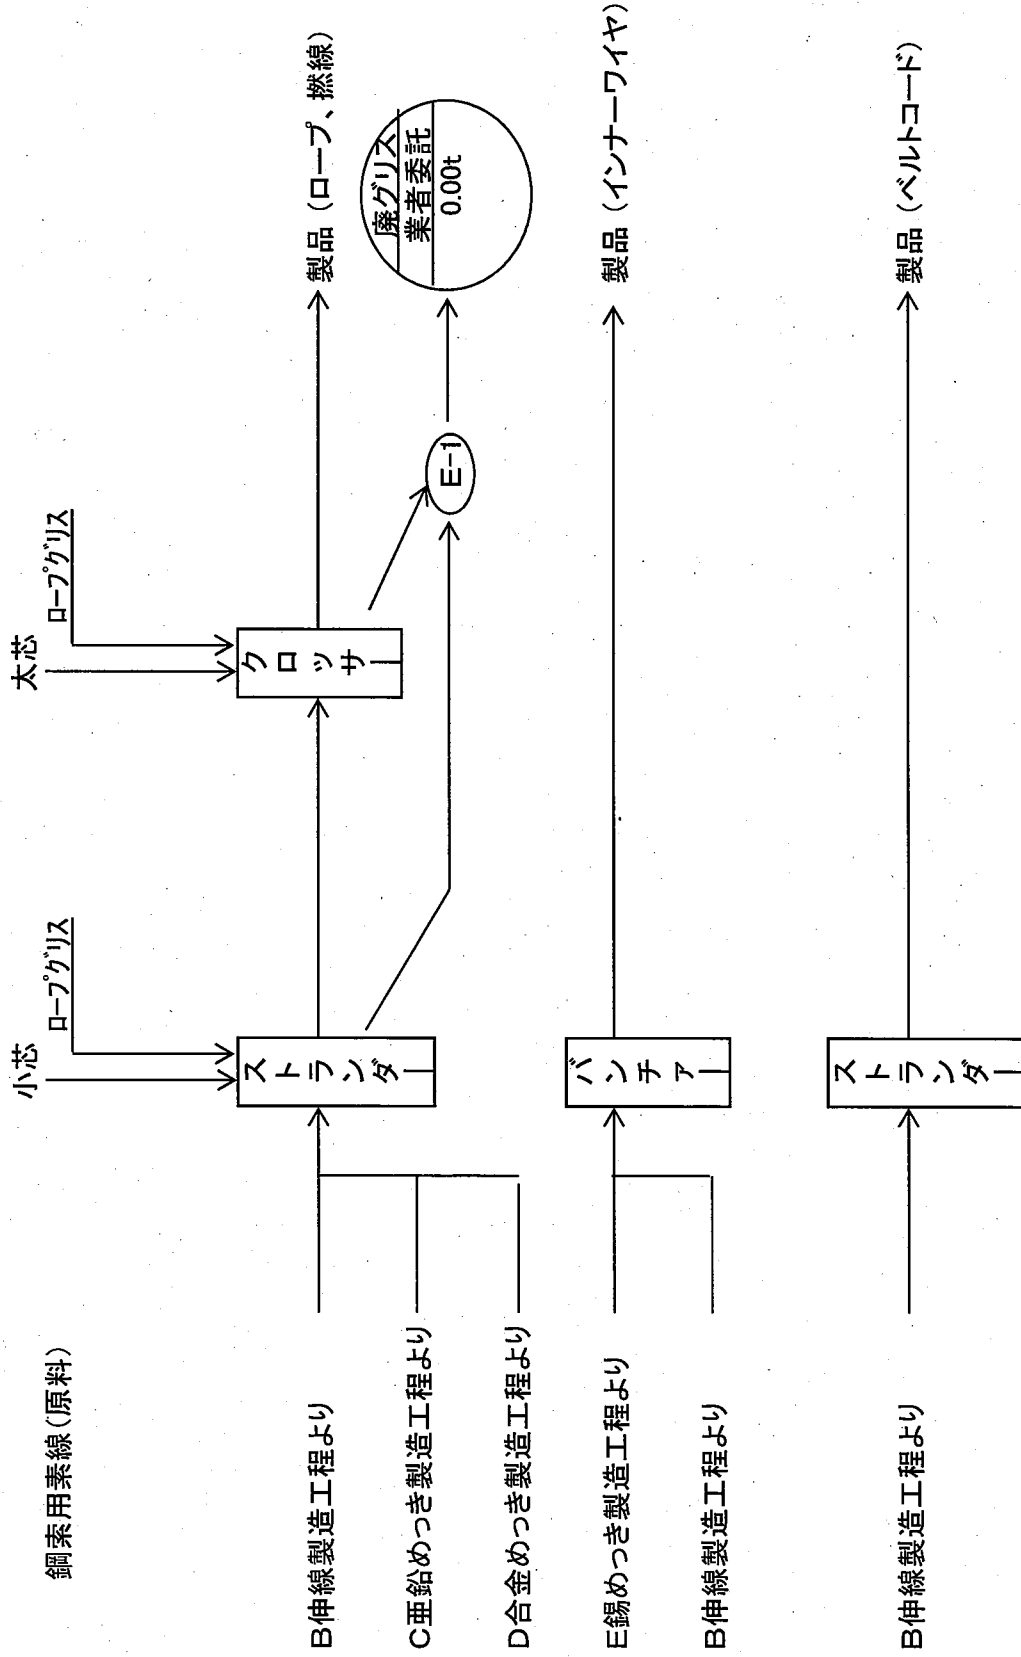 鋼索用素線(原料)
小芯
ロープグリス
太芯
ロープグリス
B伸線製造工程より
ストランダー
クロッサー
製品(ロープ、撚線)
C亜鉛めっき製造工程より
E-1
廃グリス
業者委託
0.00t
D合金めっき製造工程より
E錫めっき製造工程より
バンチァー
製品(インナーワイヤ)
B伸線製造工程より
B伸線製造工程より
ストランダー
製品(ベルトコード)